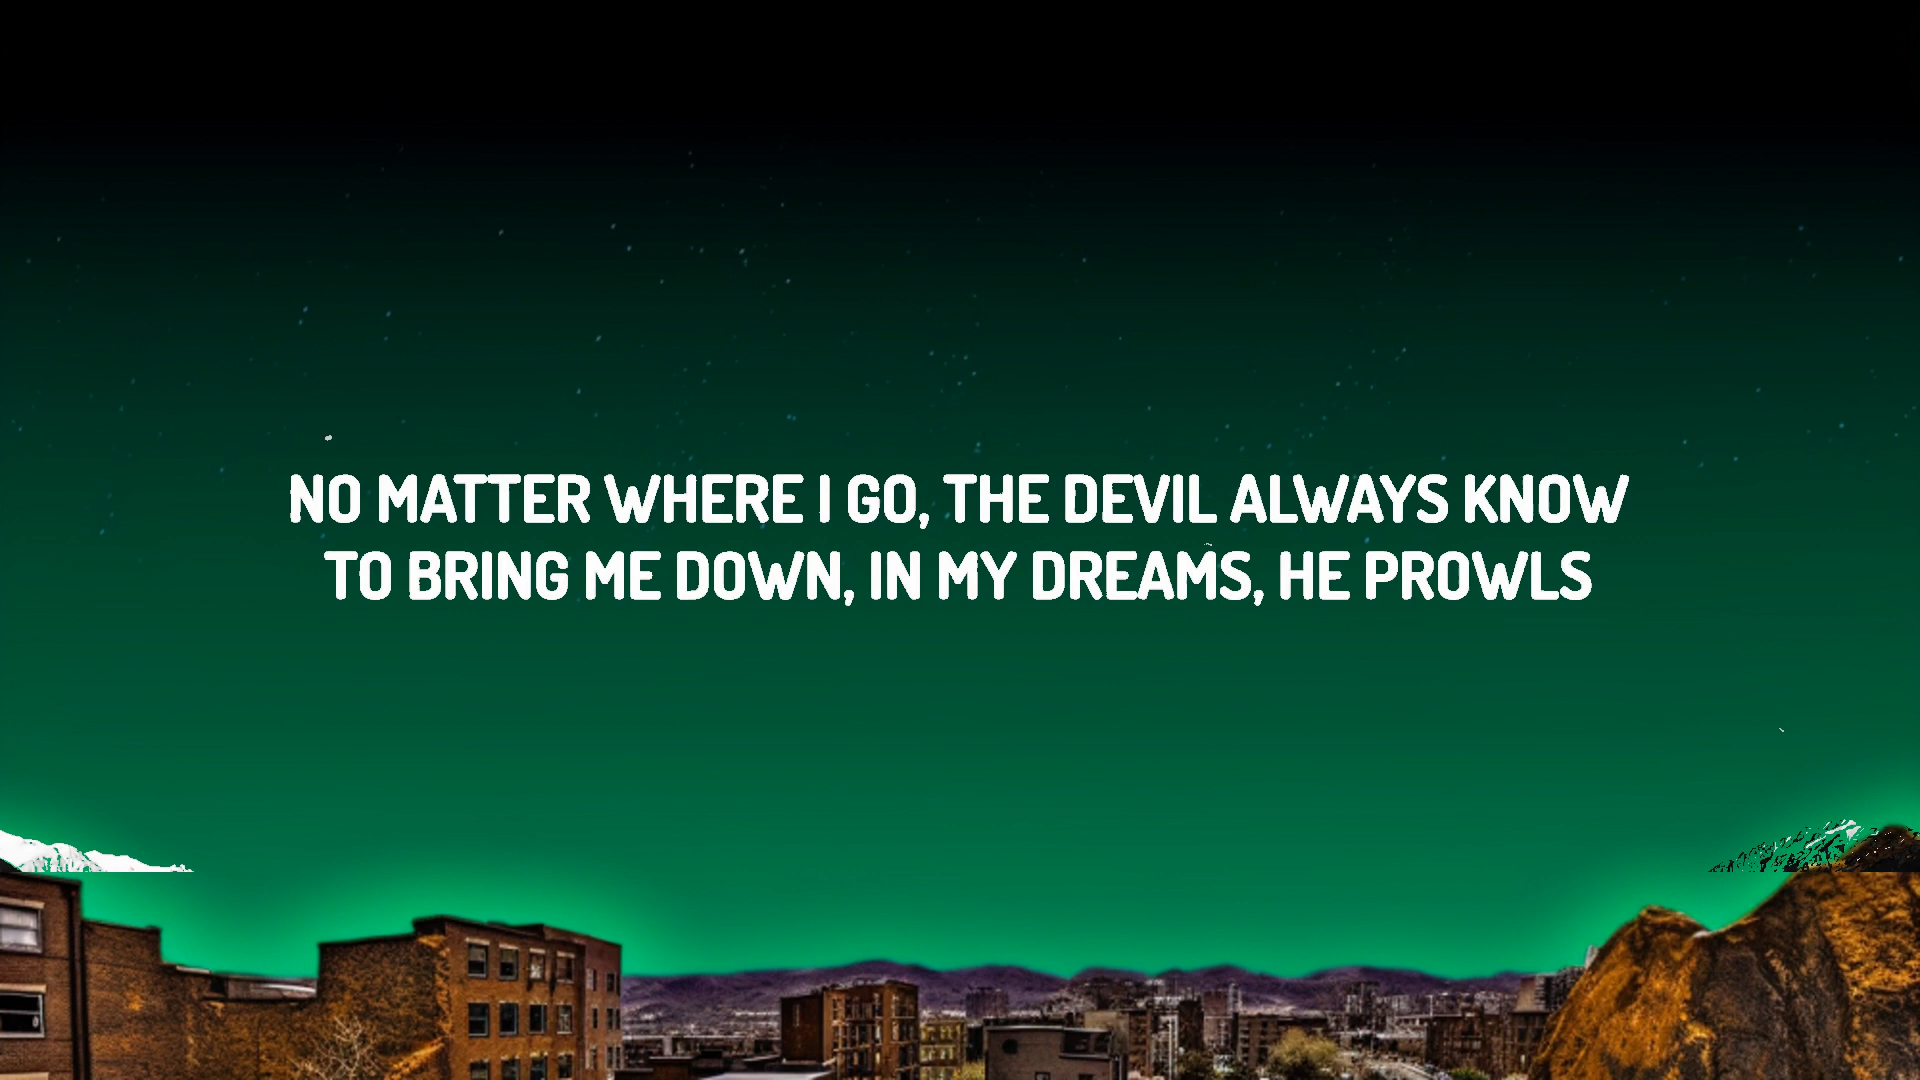 NO MATTER WHERE I GO, THE DEVIL ALWAYS KNOW
TO BRING ME DOWN, IN MY DREAMS, HE PROWLS